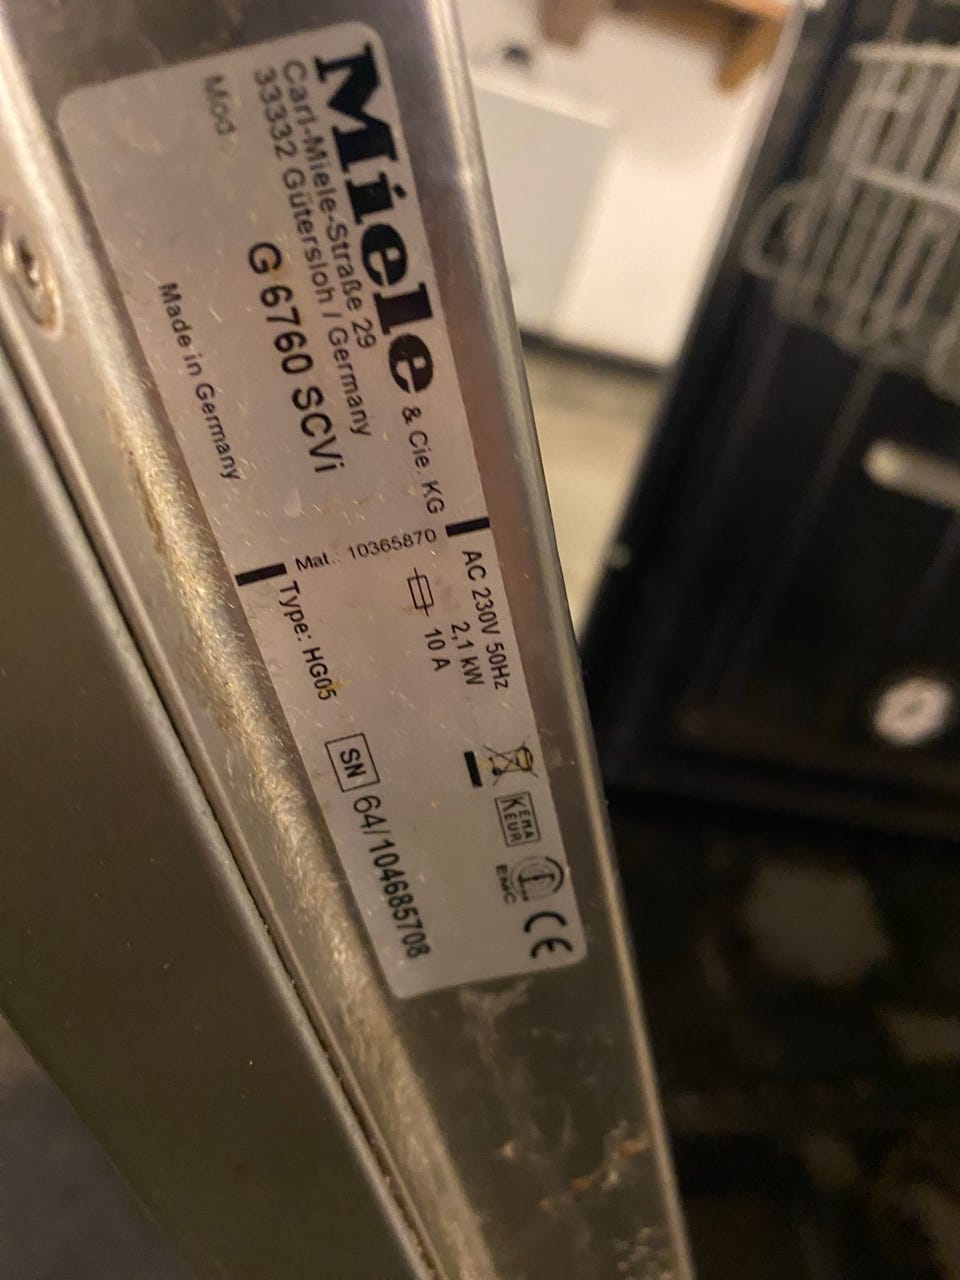 Miele & Cie. KG
Carl-Miele-Straße 29
33332 Gütersloh / Germany
Mod
G 6760 SCVi
Made in Germany
Mat.: 10365870
AC 230V 50Hz
2,1 kW
10 A
Type: HG05
SN 64/104685708
KEMA
KEUR
EMC
CE